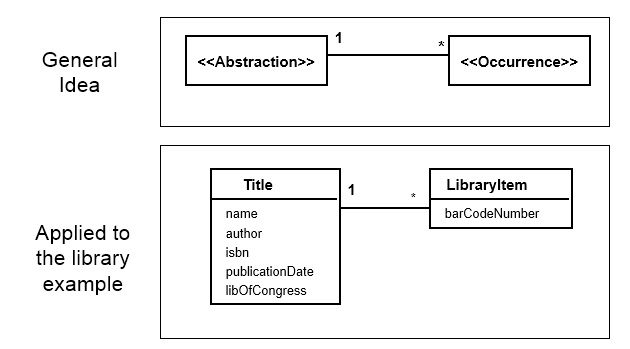 General
Idea
<<Abstraction>>
1
*
<<Occurrence>>
Applied to
the library
example
Title
name
author
isbn
publicationDate
libOfCongress
1
*
LibraryItem
barCodeNumber